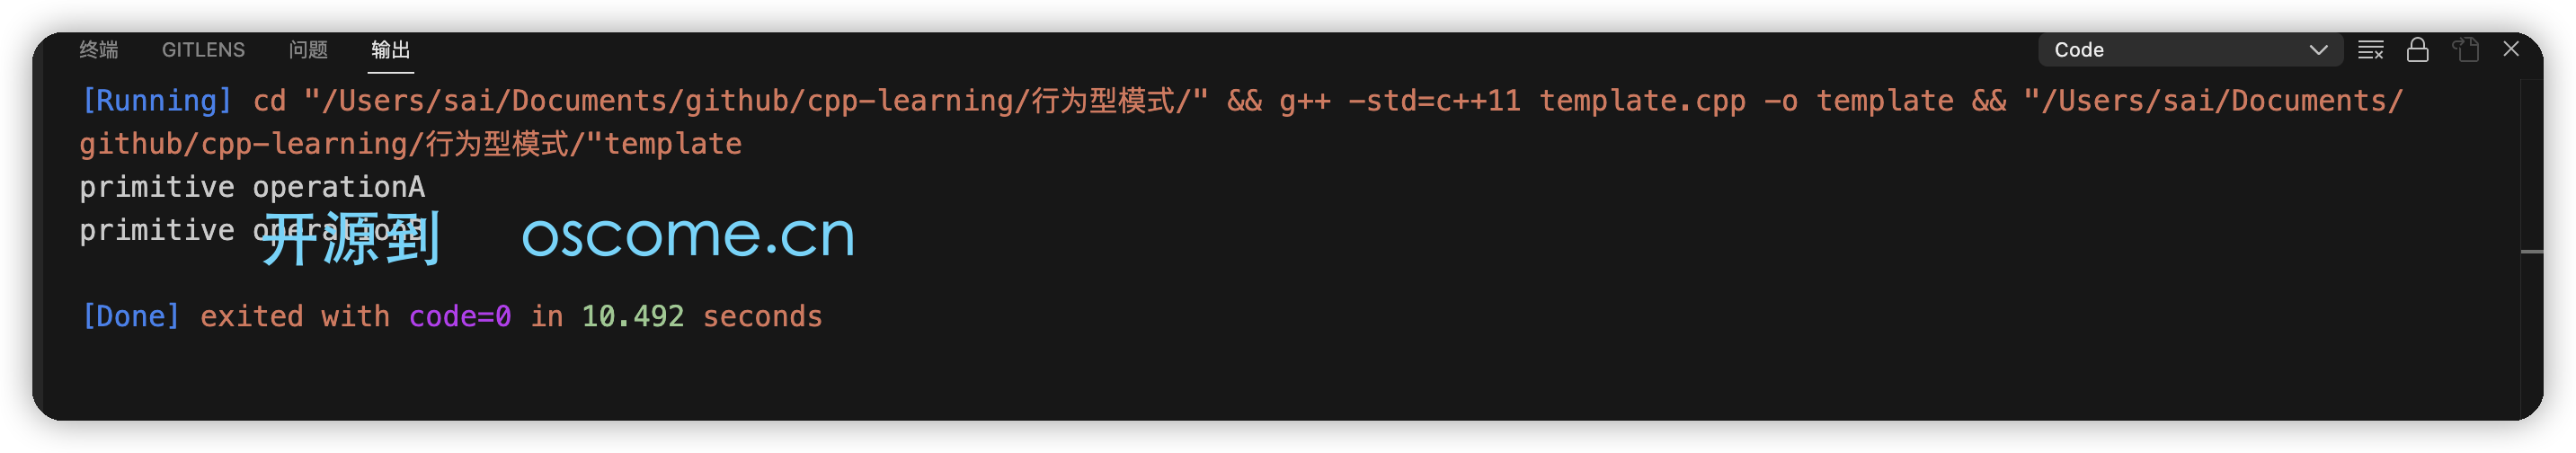 终端 GITLENS 问题 输出 Code
[Running] cd "/Users/sai/Documents/github/cpp-learning/行为型模式/" && g++ -std=c++11 template.cpp -o template && "/Users/sai/Documents/
github/cpp-learning/行为型模式/"template
primitive operationA
primitive operationB
开源到 oscome.cn
[Done] exited with code=0 in 10.492 seconds